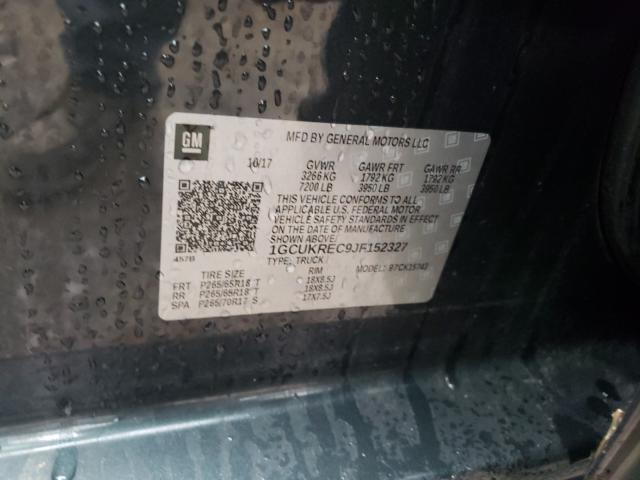 GM
MFD BY GENERAL MOTORS LLC
10/17 GVWR GAWR FRT GAWR RR
3266 KG 1792 KG 1792 KG
7200 LB 3950 LB 3950 LB
THIS VEHICLE CONFORMS TO ALL
APPLICABLE U.S. FEDERAL MOTOR
VEHICLE SAFETY STANDARDS IN EFFECT
ON THE DATE OF MANUFACTURE
SHOWN ABOVE.
1GCUKREC9JF152327
457B TYPE: TRUCK MODEL:
TIRE SIZE RIM
FRT P265/65R18 T 18X8.5J
RR P265/65R18 T 18X8.5J
SPA P265/70R17 S 17X7.5J